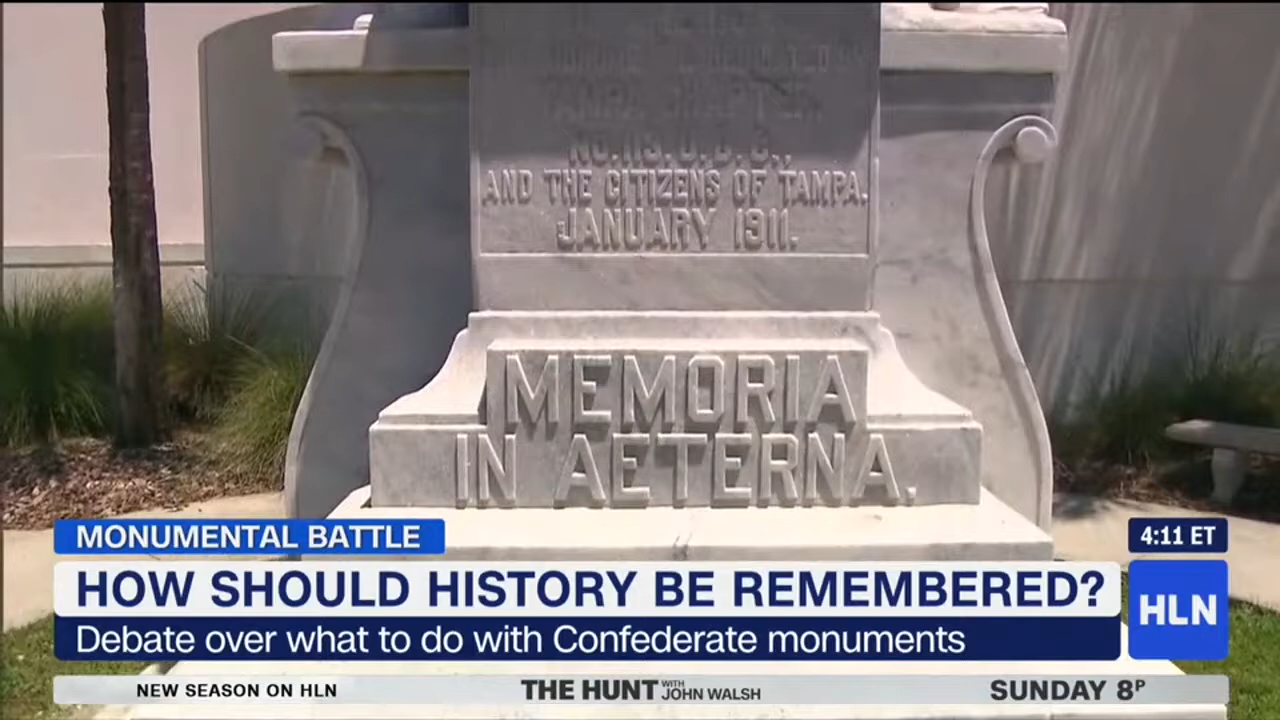 NO. 113, U. D. C.,
AND THE CITIZENS OF TAMPA.
JANUARY 1911.
MEMORIA
IN AETERNA.
MONUMENTAL BATTLE
4:11 ET
HOW SHOULD HISTORY BE REMEMBERED?
HLN
Debate over what to do with Confederate monuments
NEW SEASON ON HLN
THE HUNT WITH JOHN WALSH
SUNDAY 8P